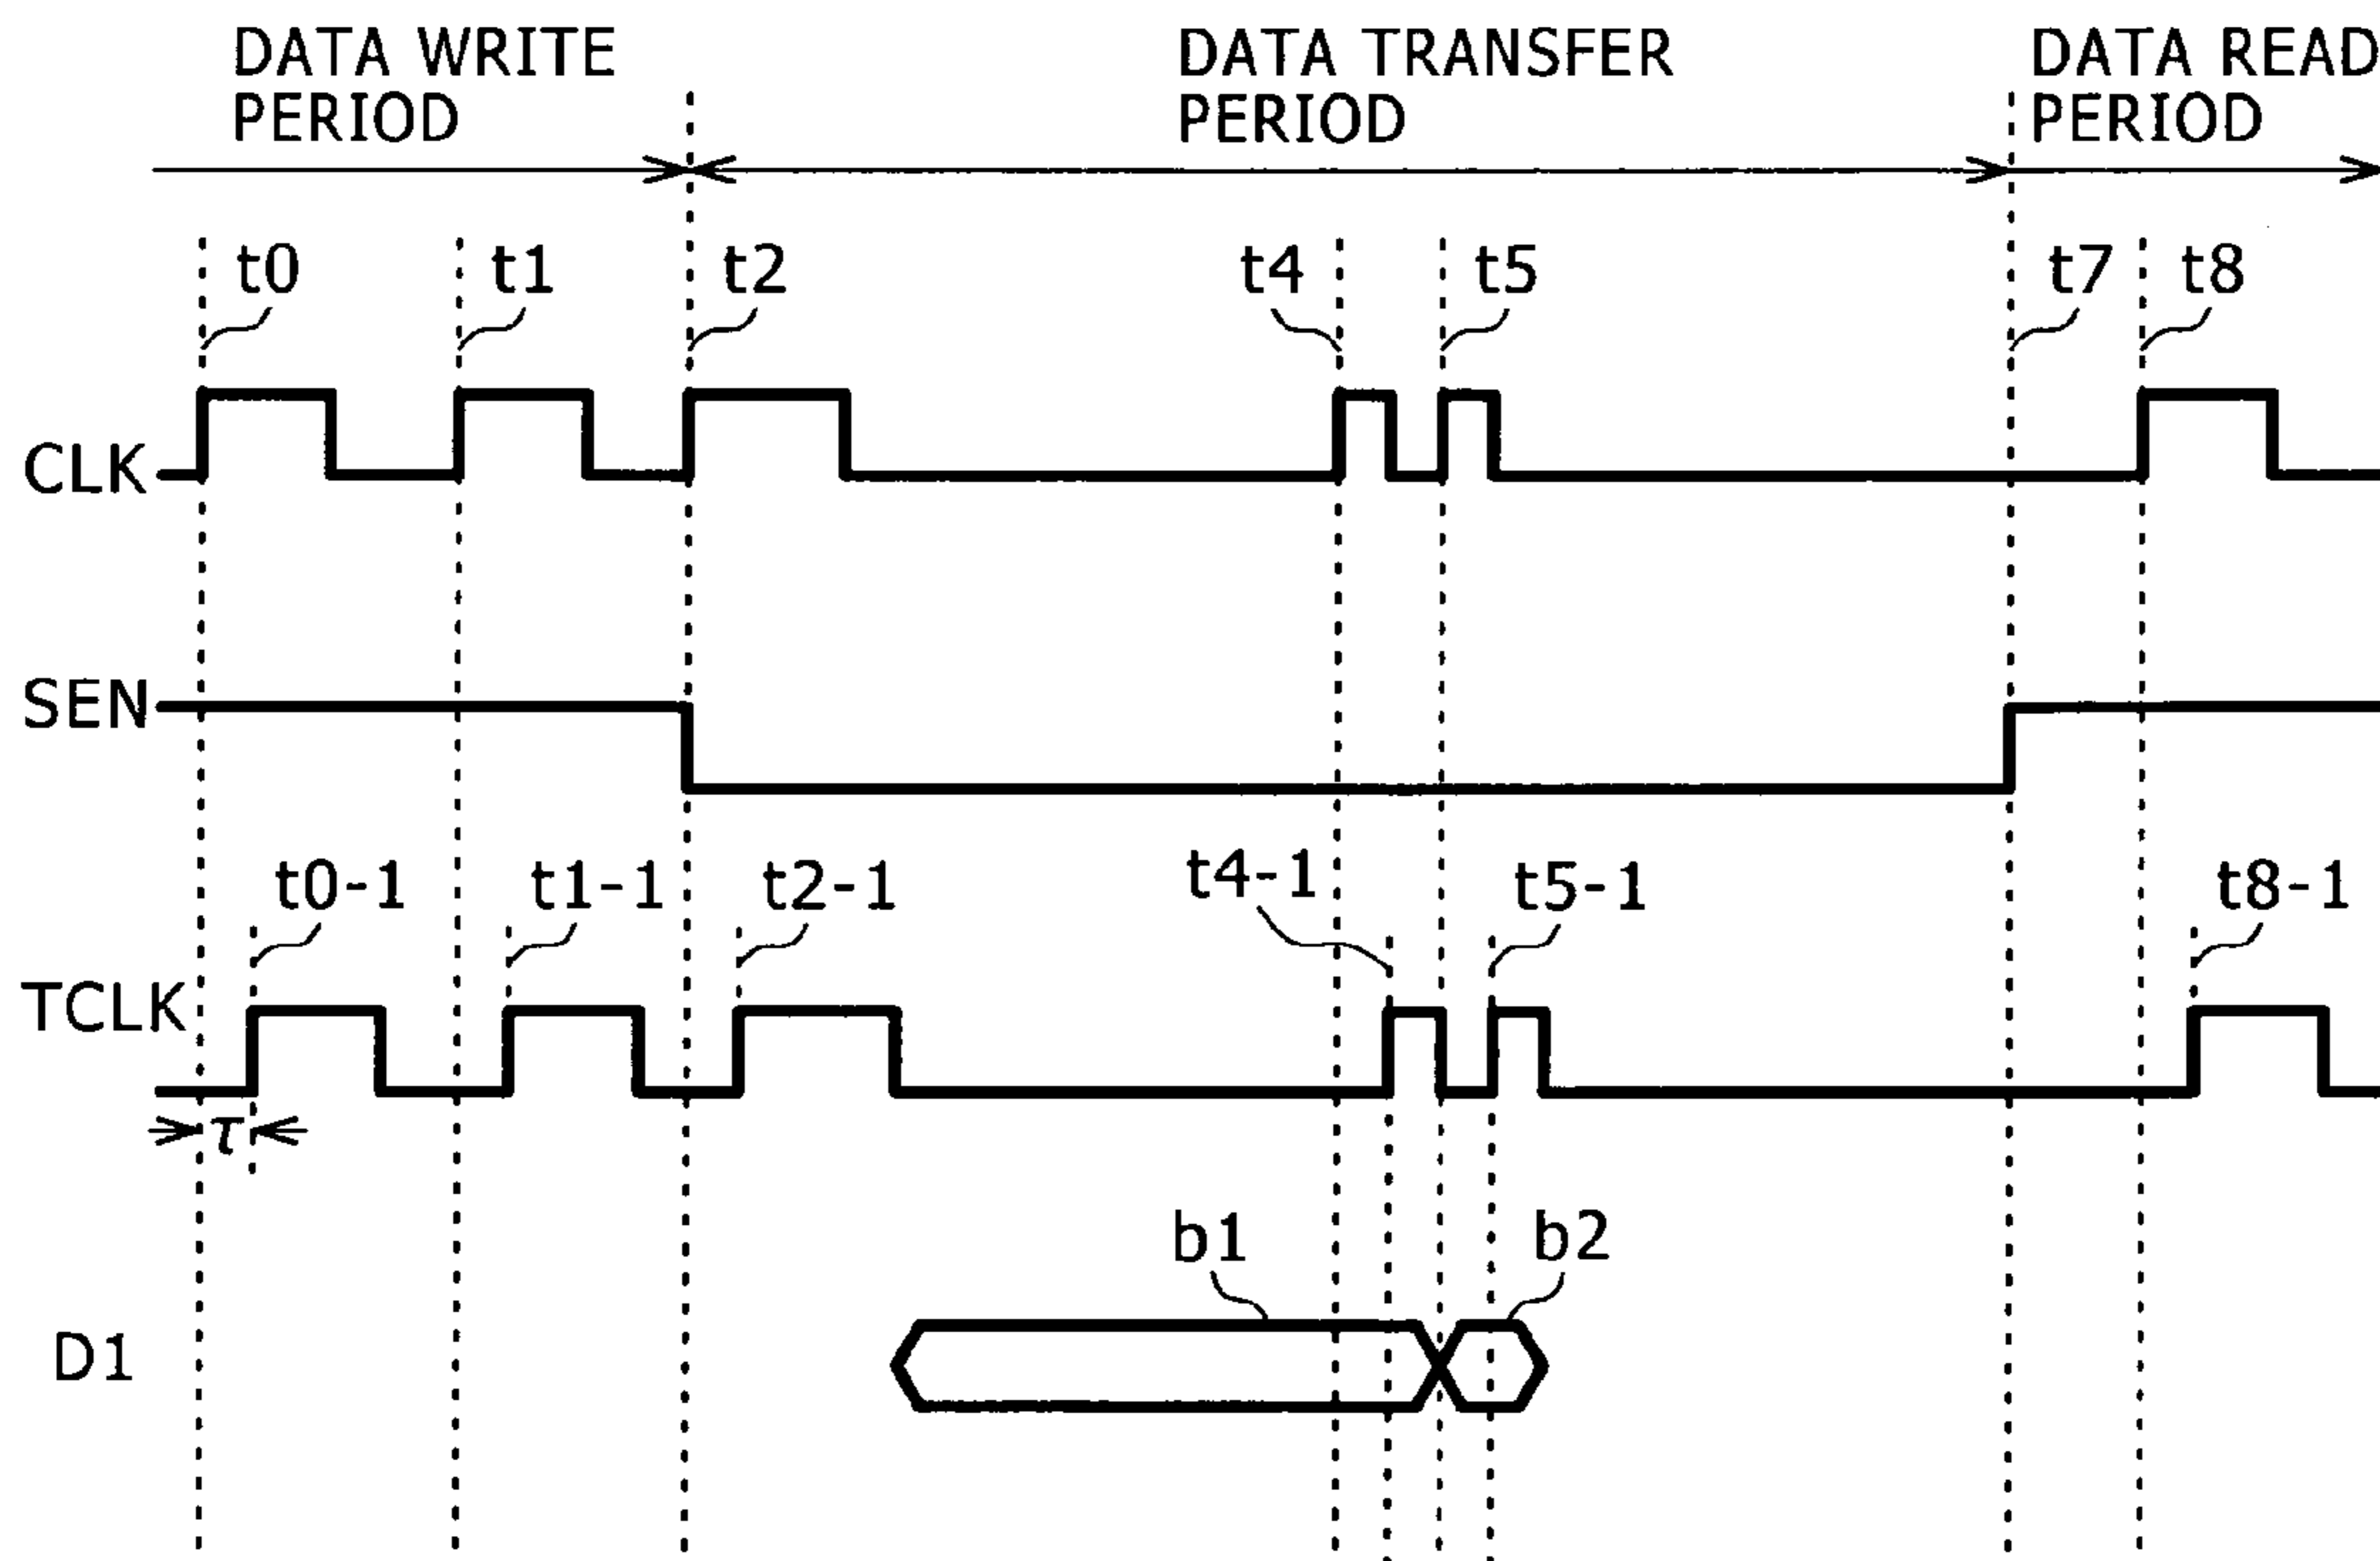 DATA WRITE
PERIOD
DATA TRANSFER
PERIOD
DATA READ
PERIOD
t0
t1
t2
t4
t5
t7
t8
CLK
SEN
t0-1
t1-1
t2-1
t4-1
t5-1
t8-1
TCLK
τ
b1
b2
D1